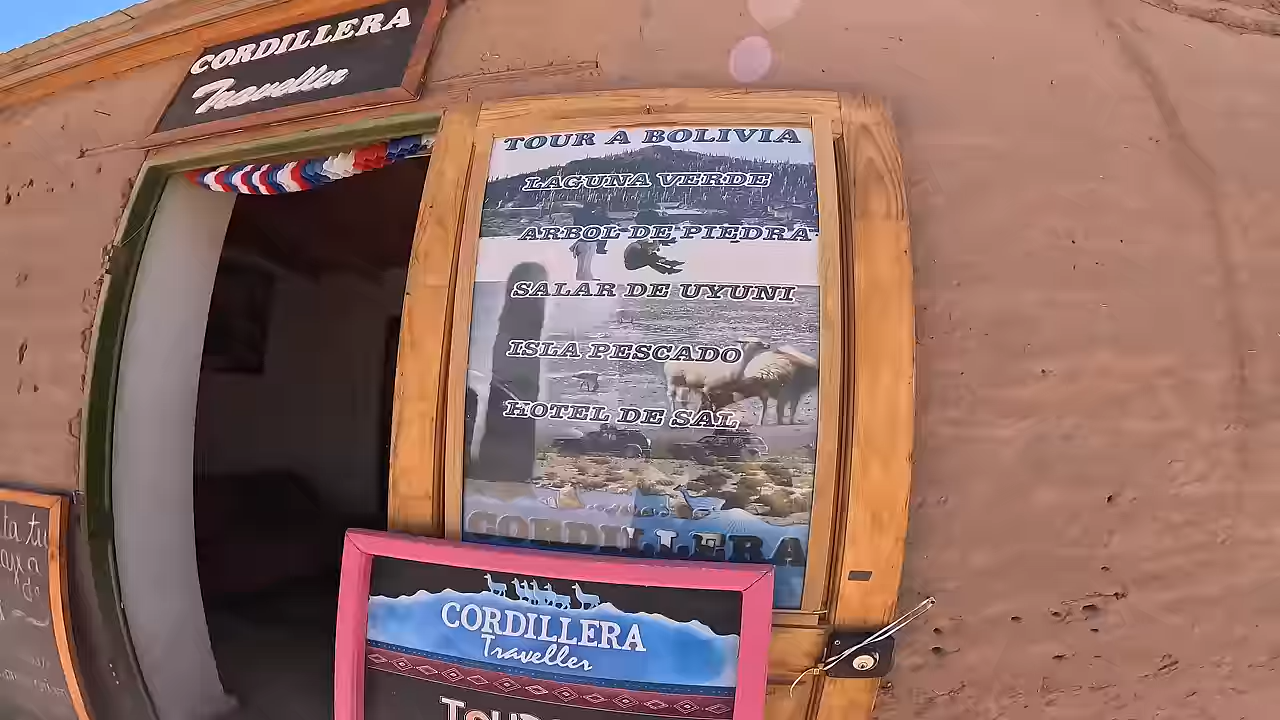 CORDILLERA
Traveller
TOUR A BOLIVIA
LAGUNA VERDE
ARBOL DE PIEDRA
SALAR DE UYUNI
ISLA PESCADO
HOTEL DE SAL
CORDILLERA
CORDILLERA
Traveller